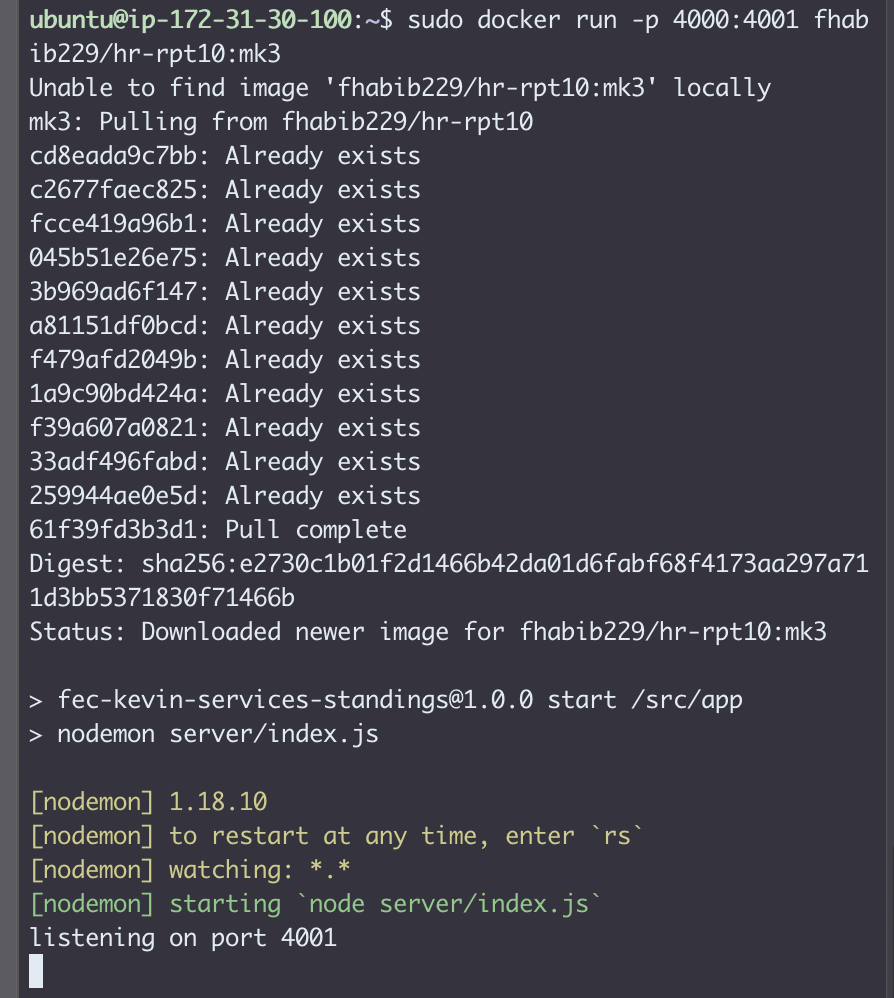 ubuntu@ip-172-31-30-100:~$ sudo docker run -p 4000:4001 fhab
ib229/hr-rpt10:mk3
Unable to find image 'fhabib229/hr-rpt10:mk3' locally
mk3: Pulling from fhabib229/hr-rpt10
cd8eada9c7bb: Already exists
c2677faec825: Already exists
fcce419a96b1: Already exists
045b51e26e75: Already exists
3b969ad6f147: Already exists
a81151df0bcd: Already exists
f479afd2049b: Already exists
1a9c90bd424a: Already exists
f39a607a0821: Already exists
33adf496fabd: Already exists
259944ae0e5d: Already exists
61f39fd3b3d1: Pull complete
Digest: sha256:e2730c1b01f2d1466b42da01d6fabf68f4173aa297a71
1d3bb5371830f71466b
Status: Downloaded newer image for fhabib229/hr-rpt10:mk3
> fec-kevin-services-standings@1.0.0 start /src/app
> nodemon server/index.js
[nodemon] 1.18.10
[nodemon] to restart at any time, enter `rs`
[nodemon] watching: *.*
[nodemon] starting `node server/index.js`
listening on port 4001